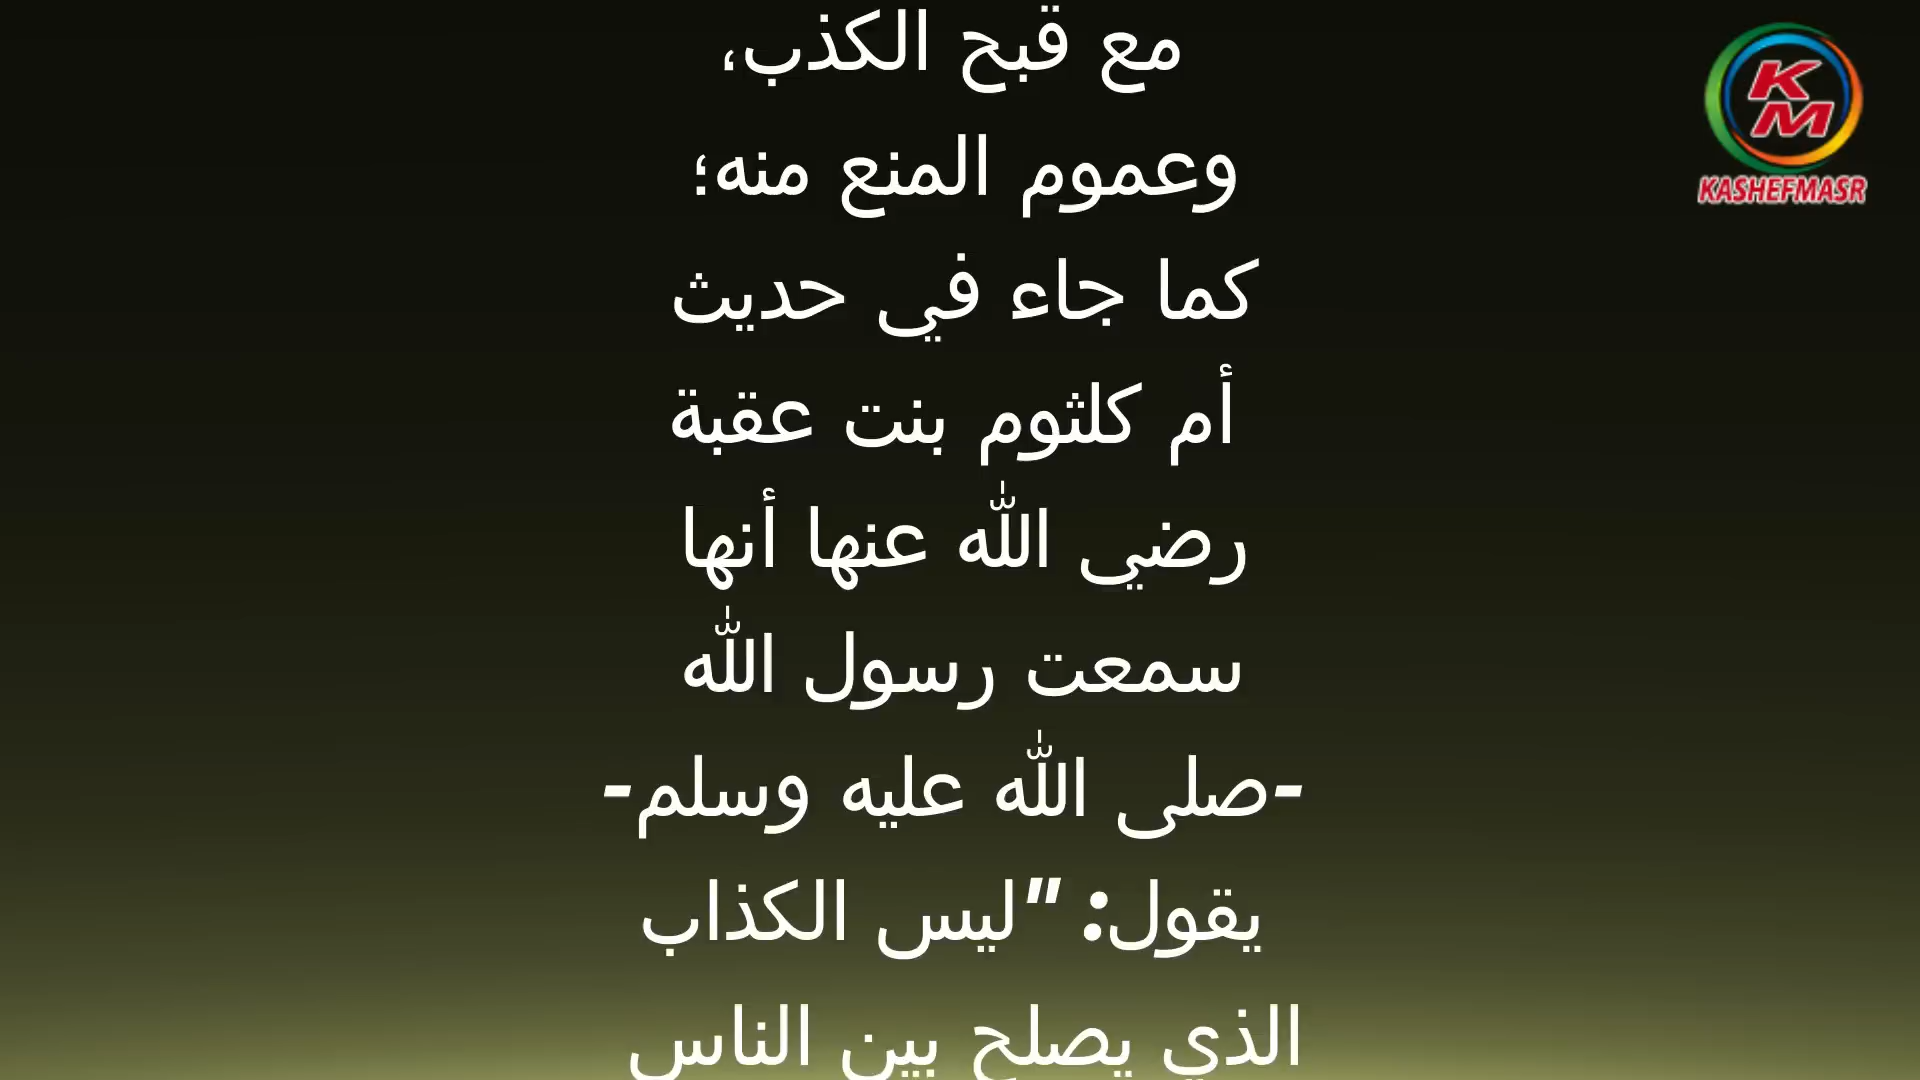 مع قبح الكذب،
وعموم المنع منه؛
كما جاء في حديث
أم كلثوم بنت عقبة
رضي الله عنها أنها
سمعت رسول الله
-صلى الله عليه وسلم-
يقول: "ليس الكذاب
الذي يصلح بين الناس
KM
KASHEFMASR